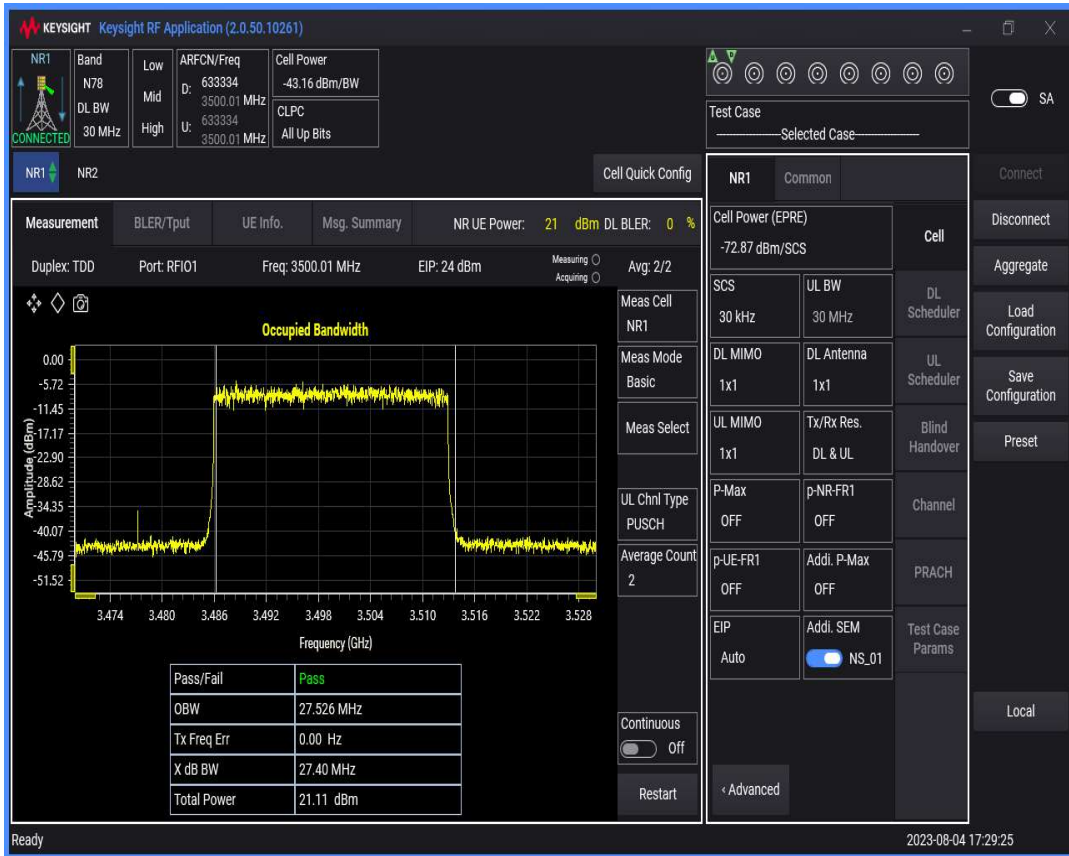 KEYSIGHT Keysight RF Application (2.0.50.10261)
NR1
CONNECTED
Band
N78
DL BW
30 MHz
Low
Mid
High
ARFCN/Freq
D: 633334
3500.01 MHz
U: 633334
3500.01 MHz
Cell Power
-43.16 dBm/BW
CLPC
All Up Bits
Test Case
Selected Case
SA
NR1
NR2
Cell Quick Config
Measurement
BLER/Tput
UE Info.
Msg. Summary
NR UE Power: 21 dBm DL BLER: 0 %
Duplex: TDD
Port: RFIO1
Freq: 3500.01 MHz
EIP: 24 dBm
Measuring
Acquiring
Avg: 2/2
Occupied Bandwidth
Amplitude (dBm)
0.00
-5.72
-11.45
-17.17
-22.90
-28.62
-34.35
-40.07
-45.79
-51.52
3.474 3.480 3.486 3.492 3.498 3.504 3.510 3.516 3.522 3.528
Frequency (GHz)
Pass/Fail Pass
OBW 27.526 MHz
Tx Freq Err 0.00 Hz
X dB BW 27.40 MHz
Total Power 21.11 dBm
Meas Cell
NR1
Meas Mode
Basic
Meas Select
UL Chnl Type
PUSCH
Average Count
2
Continuous
Off
Restart
NR1
Common
Cell Power (EPRE)
-72.87 dBm/SCS
SCS
30 kHz
UL BW
30 MHz
DL MIMO
1x1
DL Antenna
1x1
UL MIMO
1x1
Tx/Rx Res.
DL & UL
P-Max
OFF
p-NR-FR1
OFF
p-UE-FR1
OFF
Addi. P-Max
OFF
EIP
Auto
Addi. SEM
NS_01
‹ Advanced
Cell
DL
Scheduler
UL
Scheduler
Blind
Handover
Channel
PRACH
Test Case
Params
Connect
Disconnect
Aggregate
Load
Configuration
Save
Configuration
Preset
Local
Ready
2023-08-04 17:29:25